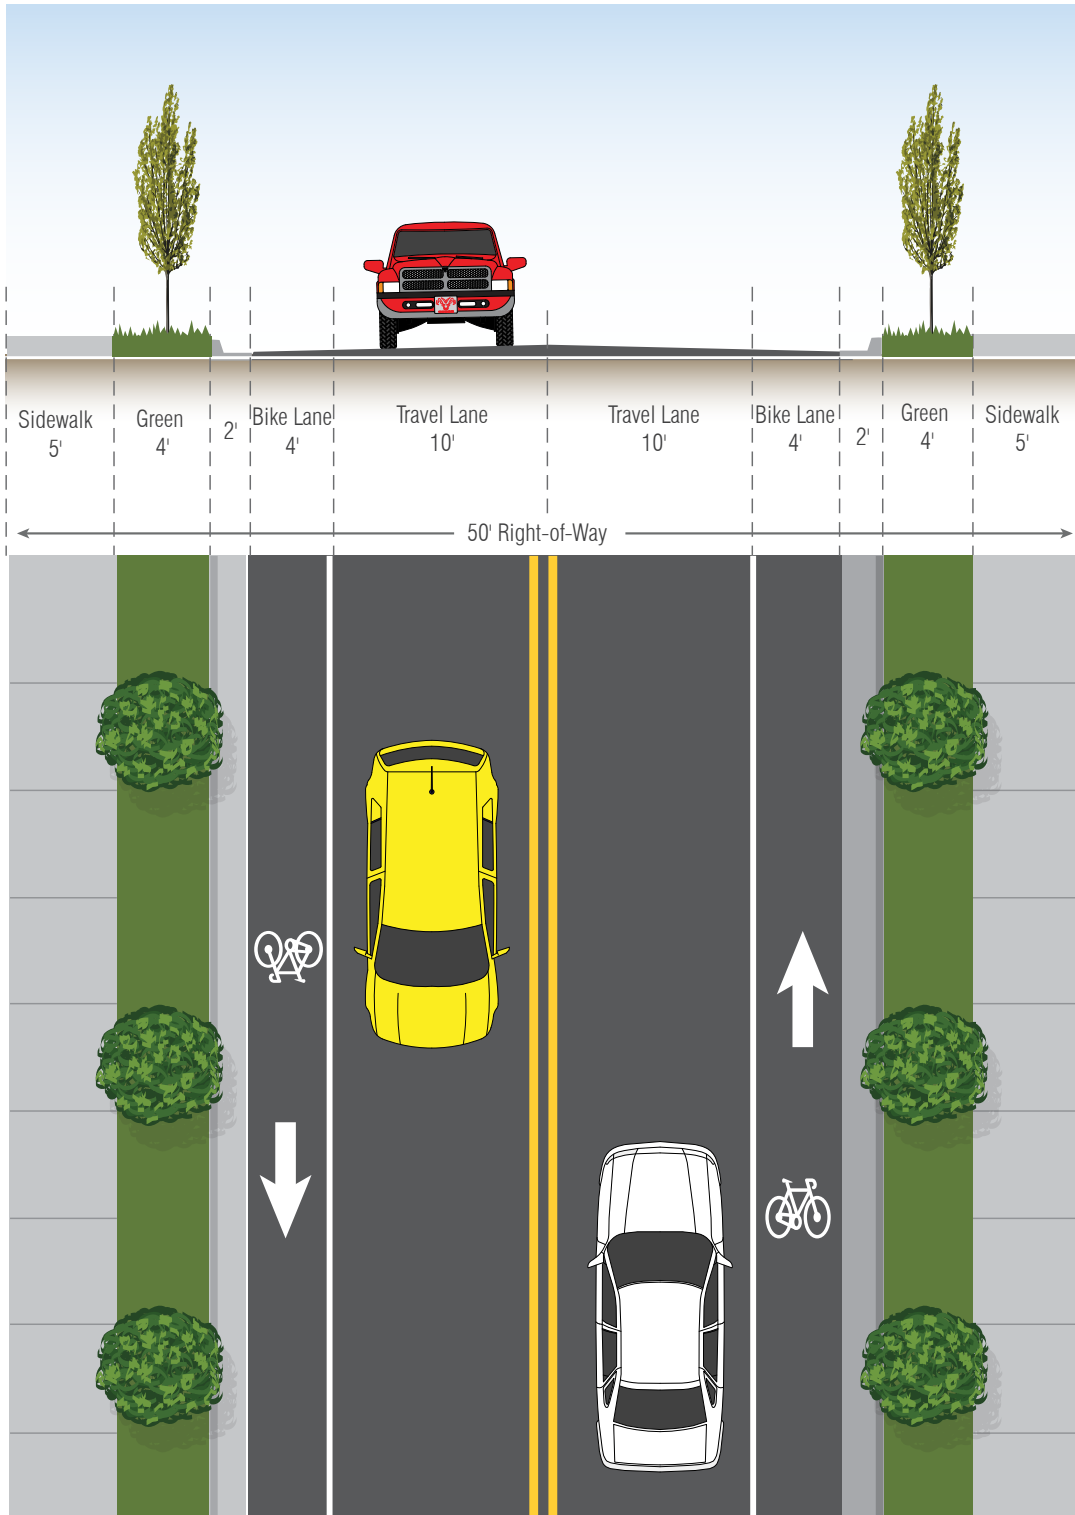 Sidewalk
5'
Green
4'
2'
Bike Lane
4'
Travel Lane
10'
Travel Lane
10'
Bike Lane
4'
2'
Green
4'
Sidewalk
5'
50' Right-of-Way